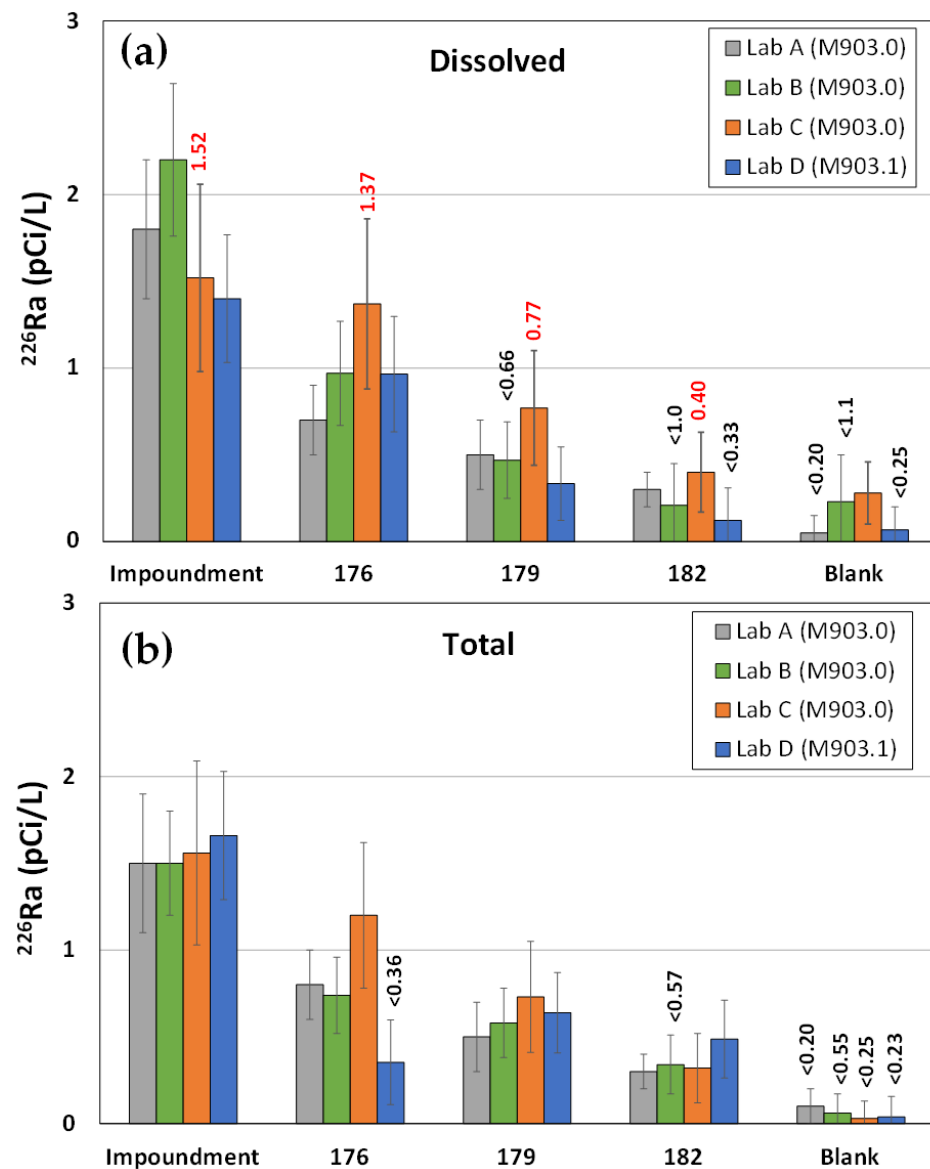 (a)
Dissolved
Lab A (M903.0)
Lab B (M903.0)
Lab C (M903.0)
Lab D (M903.1)
²²⁶Ra (pCi/L)
3
2
1
0
1.52
1.37
<0.66
0.77
<1.0
0.40
<0.33
<0.20
<1.1
<0.25
Impoundment 176 179 182 Blank
(b)
Total
Lab A (M903.0)
Lab B (M903.0)
Lab C (M903.0)
Lab D (M903.1)
²²⁶Ra (pCi/L)
3
2
1
0
<0.36
<0.57
<0.20
<0.55
<0.25
<0.23
Impoundment 176 179 182 Blank